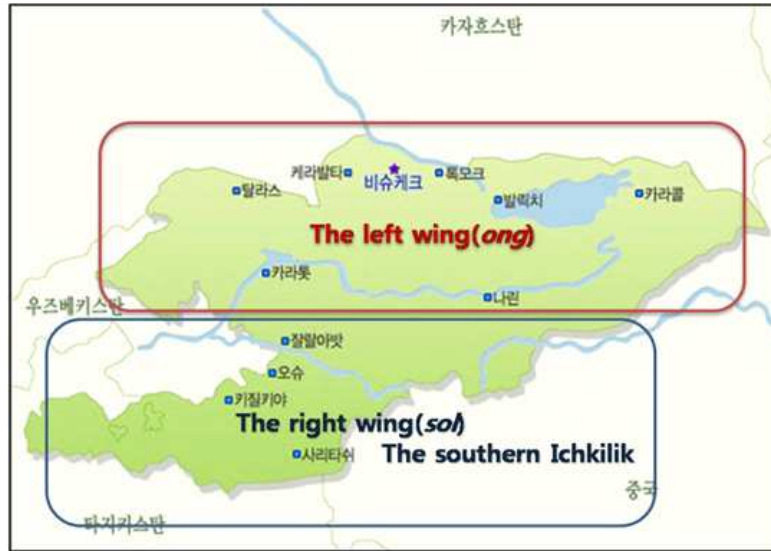 카자흐스탄
케라발타
비슈케크
톡모크
탈라스
발릭치
카라콜
The left wing(ong)
카라톳
나린
우즈베키스탄
잘랄아밧
오슈
키질키야
The right wing(sol)
사리타쉬
The southern Ichkilik
중국
타지키스탄